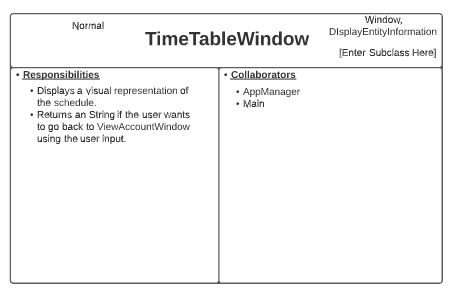 Normal
TimeTableWindow
Window,
DIsplayEntityInformation
[Enter Subclass Here]
• Responsibilities
• Displays a visual representation of
the schedule.
• Returns an String if the user wants
to go back to ViewAccountWindow
using the user input.
• Collaborators
• AppManager
• Main